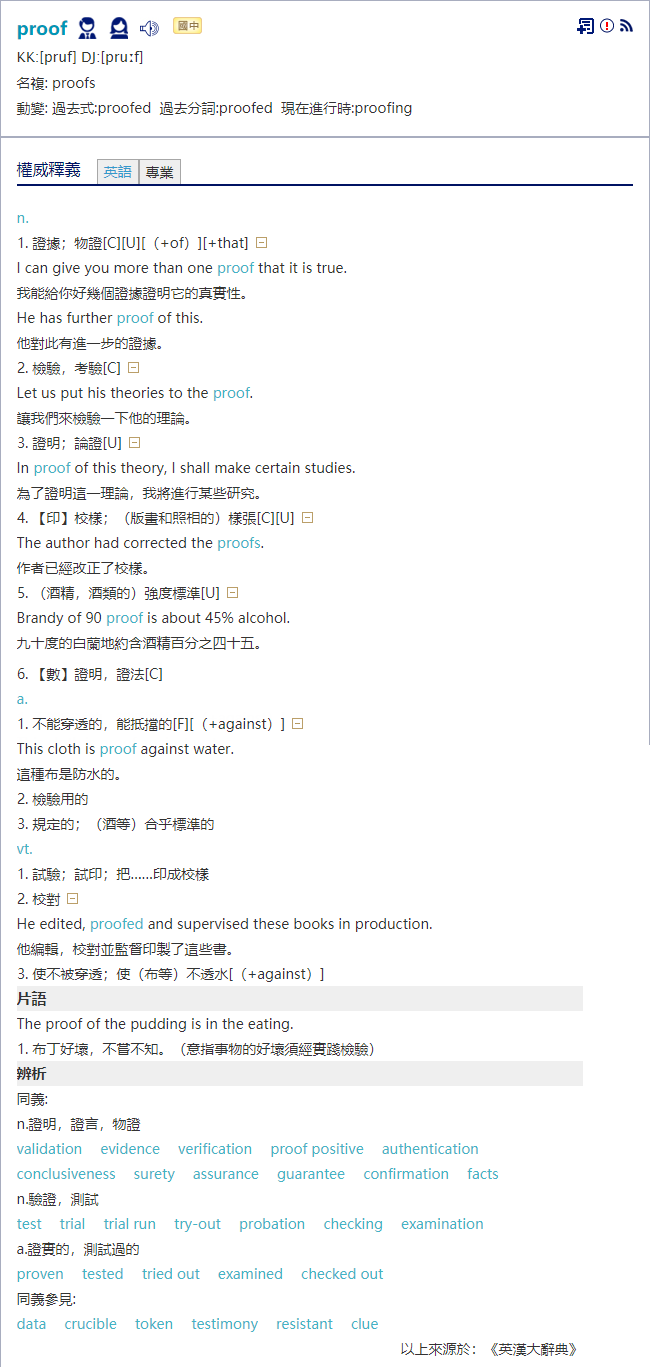 proof 國中
KK:[pruf] DJ:[pru:f]
名複: proofs
動變: 過去式:proofed 過去分詞:proofed 現在進行時:proofing
權威釋義 英語 專業
n.
1. 證據；物證[C][U][（+of）][+that]
I can give you more than one proof that it is true.
我能給你好幾個證據證明它的真實性。
He has further proof of this.
他對此有進一步的證據。
2. 檢驗，考驗[C]
Let us put his theories to the proof.
讓我們來檢驗一下他的理論。
3. 證明；論證[U]
In proof of this theory, I shall make certain studies.
為了證明這一理論，我將進行某些研究。
4. 【印】校樣；（版畫和照相的）樣張[C][U]
The author had corrected the proofs.
作者已經改正了校樣。
5. （酒精，酒類的）強度標準[U]
Brandy of 90 proof is about 45% alcohol.
九十度的白蘭地約含酒精百分之四十五。
6. 【數】證明，證法[C]
a.
1. 不能穿透的，能抵擋的[F][（+against）]
This cloth is proof against water.
這種布是防水的。
2. 檢驗用的
3. 規定的；（酒等）合乎標準的
vt.
1. 試驗；試印；把……印成校樣
2. 校對
He edited, proofed and supervised these books in production.
他編輯，校對並監督印製了這些書。
3. 使不被穿透；使（布等）不透水[（+against）]
片語
The proof of the pudding is in the eating.
1. 布丁好壞，不嘗不知。（意指事物的好壞須經實踐檢驗）
辨析
同義:
n.證明，證言，物證
validation evidence verification proof positive authentication
conclusiveness surety assurance guarantee confirmation facts
n.驗證，測試
test trial trial run try-out probation checking examination
a.證實的，測試過的
proven tested tried out examined checked out
同義參見:
data crucible token testimony resistant clue
以上來源於：《英漢大辭典》